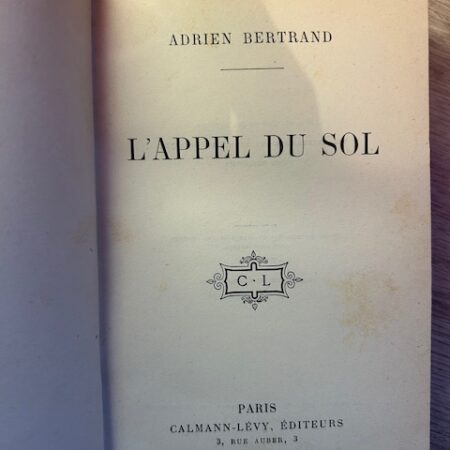 ADRIEN BERTRAND
L'APPEL DU SOL
C · L
PARIS
CALMANN-LÉVY, ÉDITEURS
3, RUE AUBER, 3